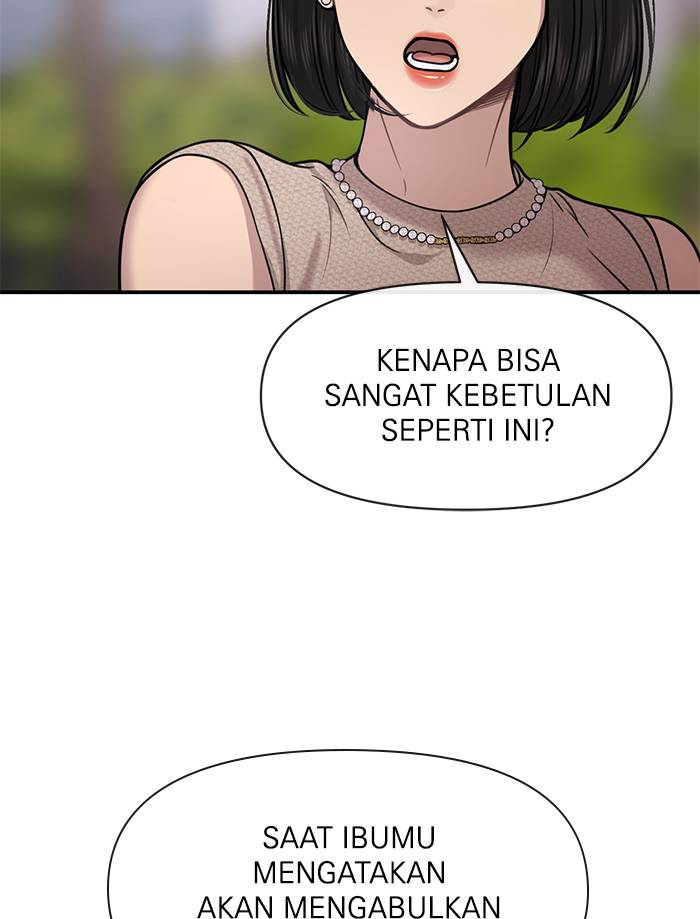 KENAPA BISA
SANGAT KEBETULAN
SEPERTI INI?
SAAT IBUMU
MENGATAKAN
AKAN MENGABULKAN